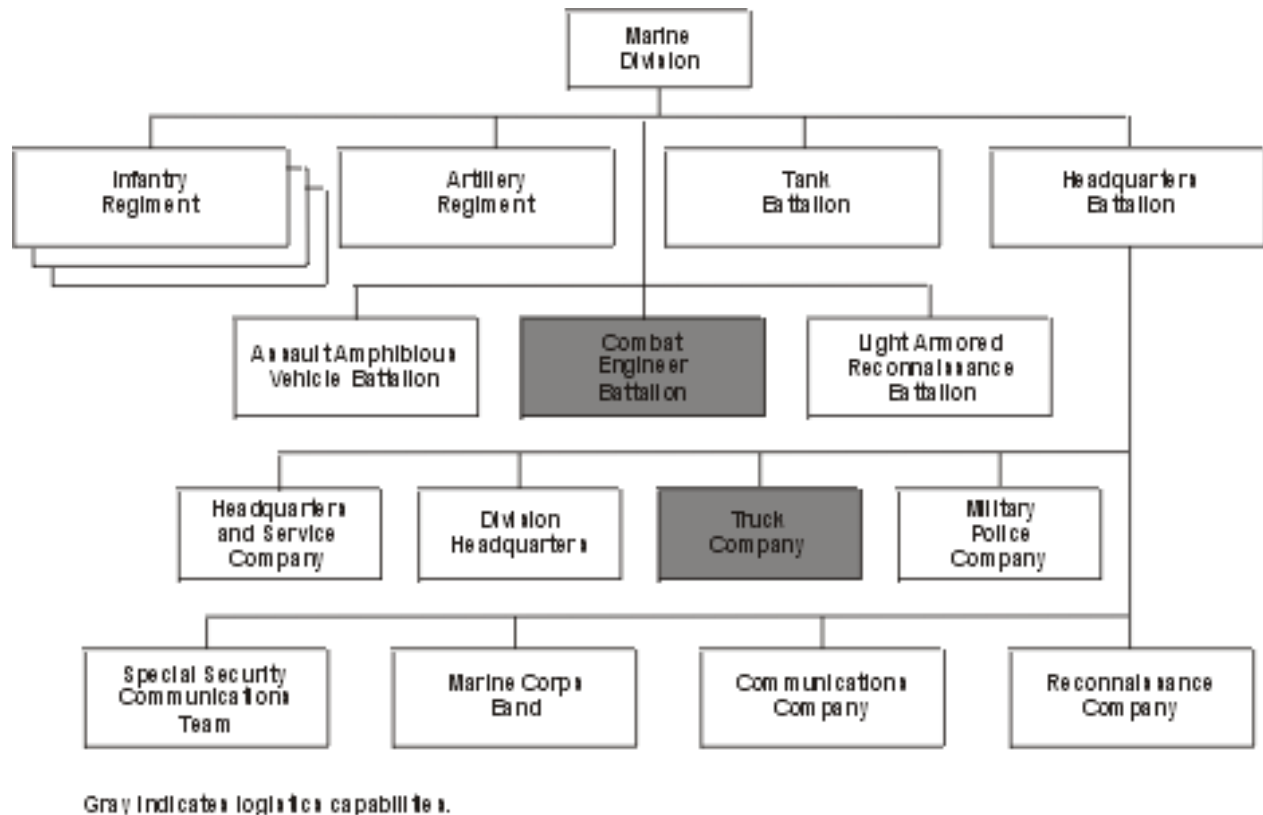 Marine
Division
Infantry
Regiment
Artillery
Regiment
Tank
Battalion
Headquarters
Battalion
Assault Amphibious
Vehicle Battalion
Combat
Engineer
Battalion
Light Armored
Reconnaissance
Battalion
Headquarters
and Service
Company
Division
Headquarters
Truck
Company
Military
Police
Company
Special Security
Communications
Team
Marine Corps
Band
Communications
Company
Reconnaissance
Company
Gray indicates logistics capabilities.